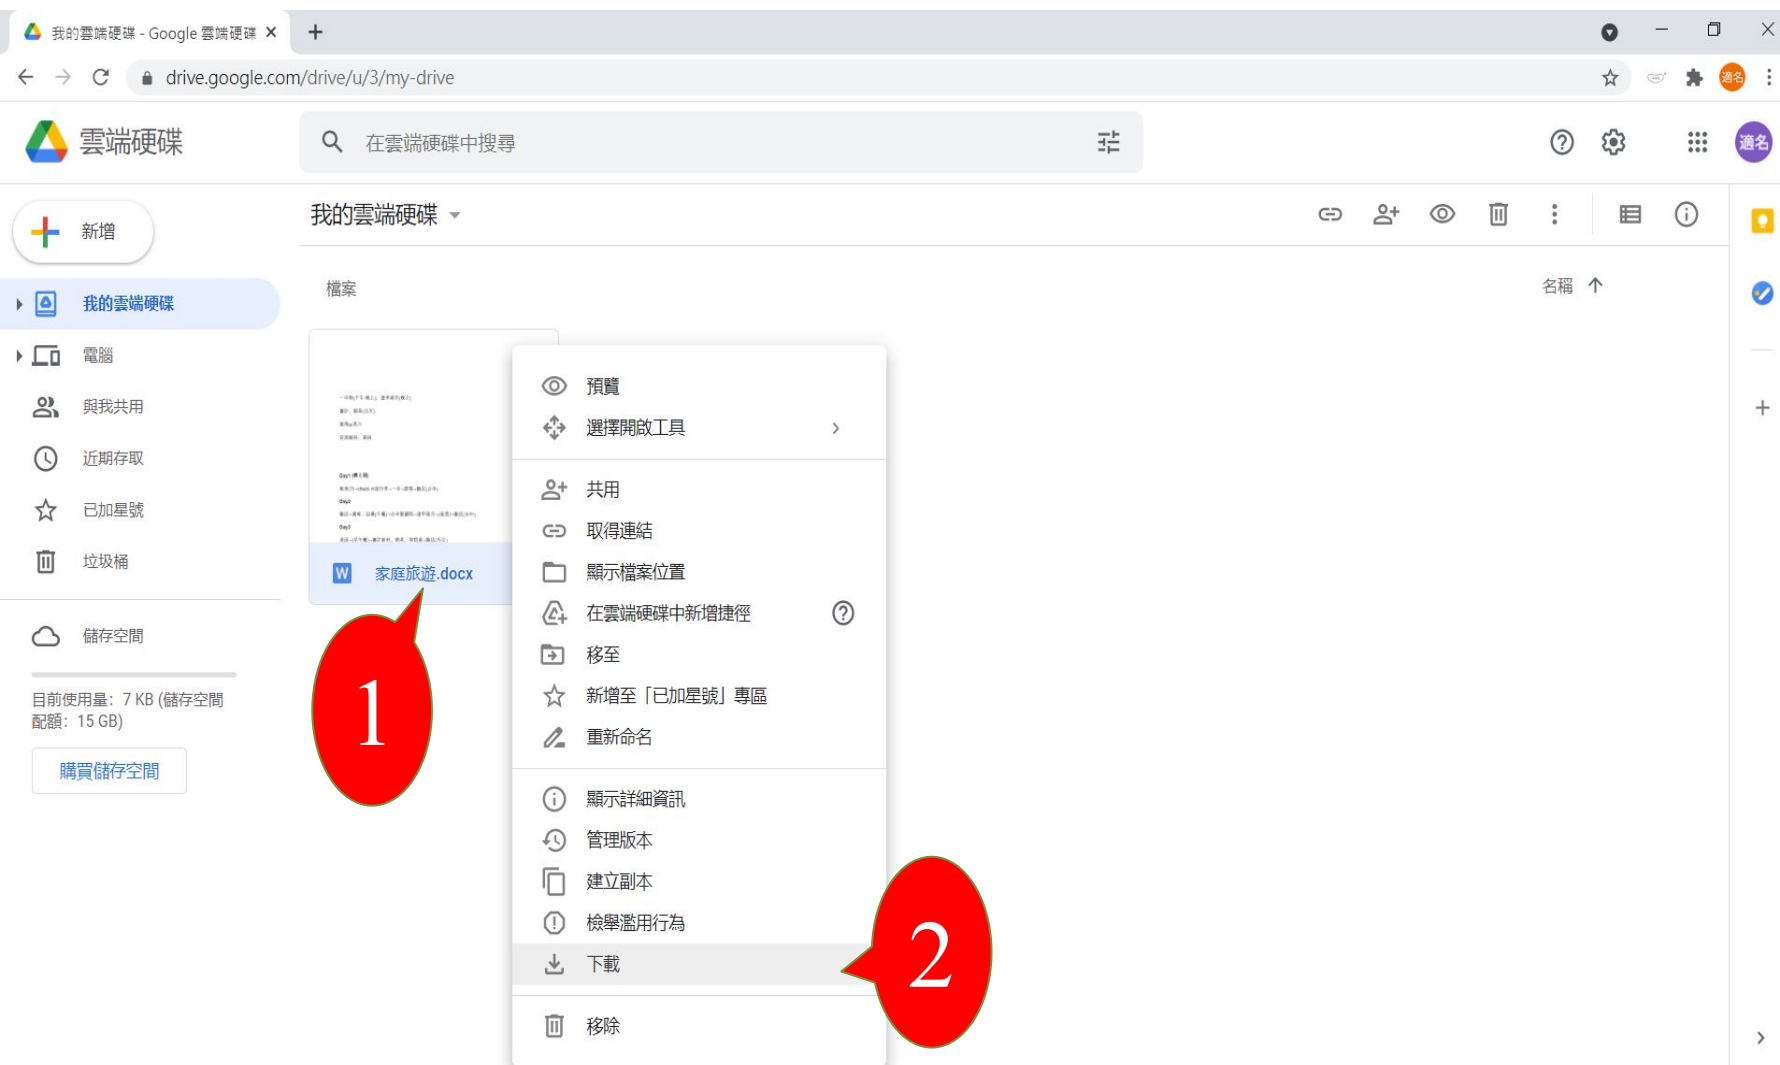 我的雲端硬碟 - Google 雲端硬碟
drive.google.com/drive/u/3/my-drive
適名
雲端硬碟
在雲端硬碟中搜尋
適名
新增
我的雲端硬碟
我的雲端硬碟
電腦
與我共用
近期存取
已加星號
垃圾桶
儲存空間
目前使用量：7 KB (儲存空間
配額：15 GB)
購買儲存空間
檔案
名稱
Day1
Day2
Day3
W 家庭旅遊.docx
1
預覽
選擇開啟工具
共用
取得連結
顯示檔案位置
在雲端硬碟中新增捷徑
移至
新增至「已加星號」專區
重新命名
顯示詳細資訊
管理版本
建立副本
檢舉濫用行為
下載
移除
2